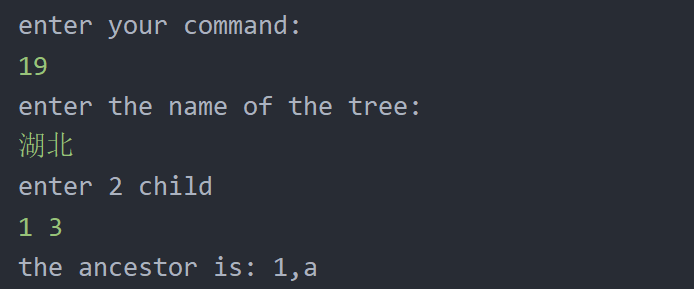 enter your command:
19
enter the name of the tree:
湖北
enter 2 child
1 3
the ancestor is: 1,a